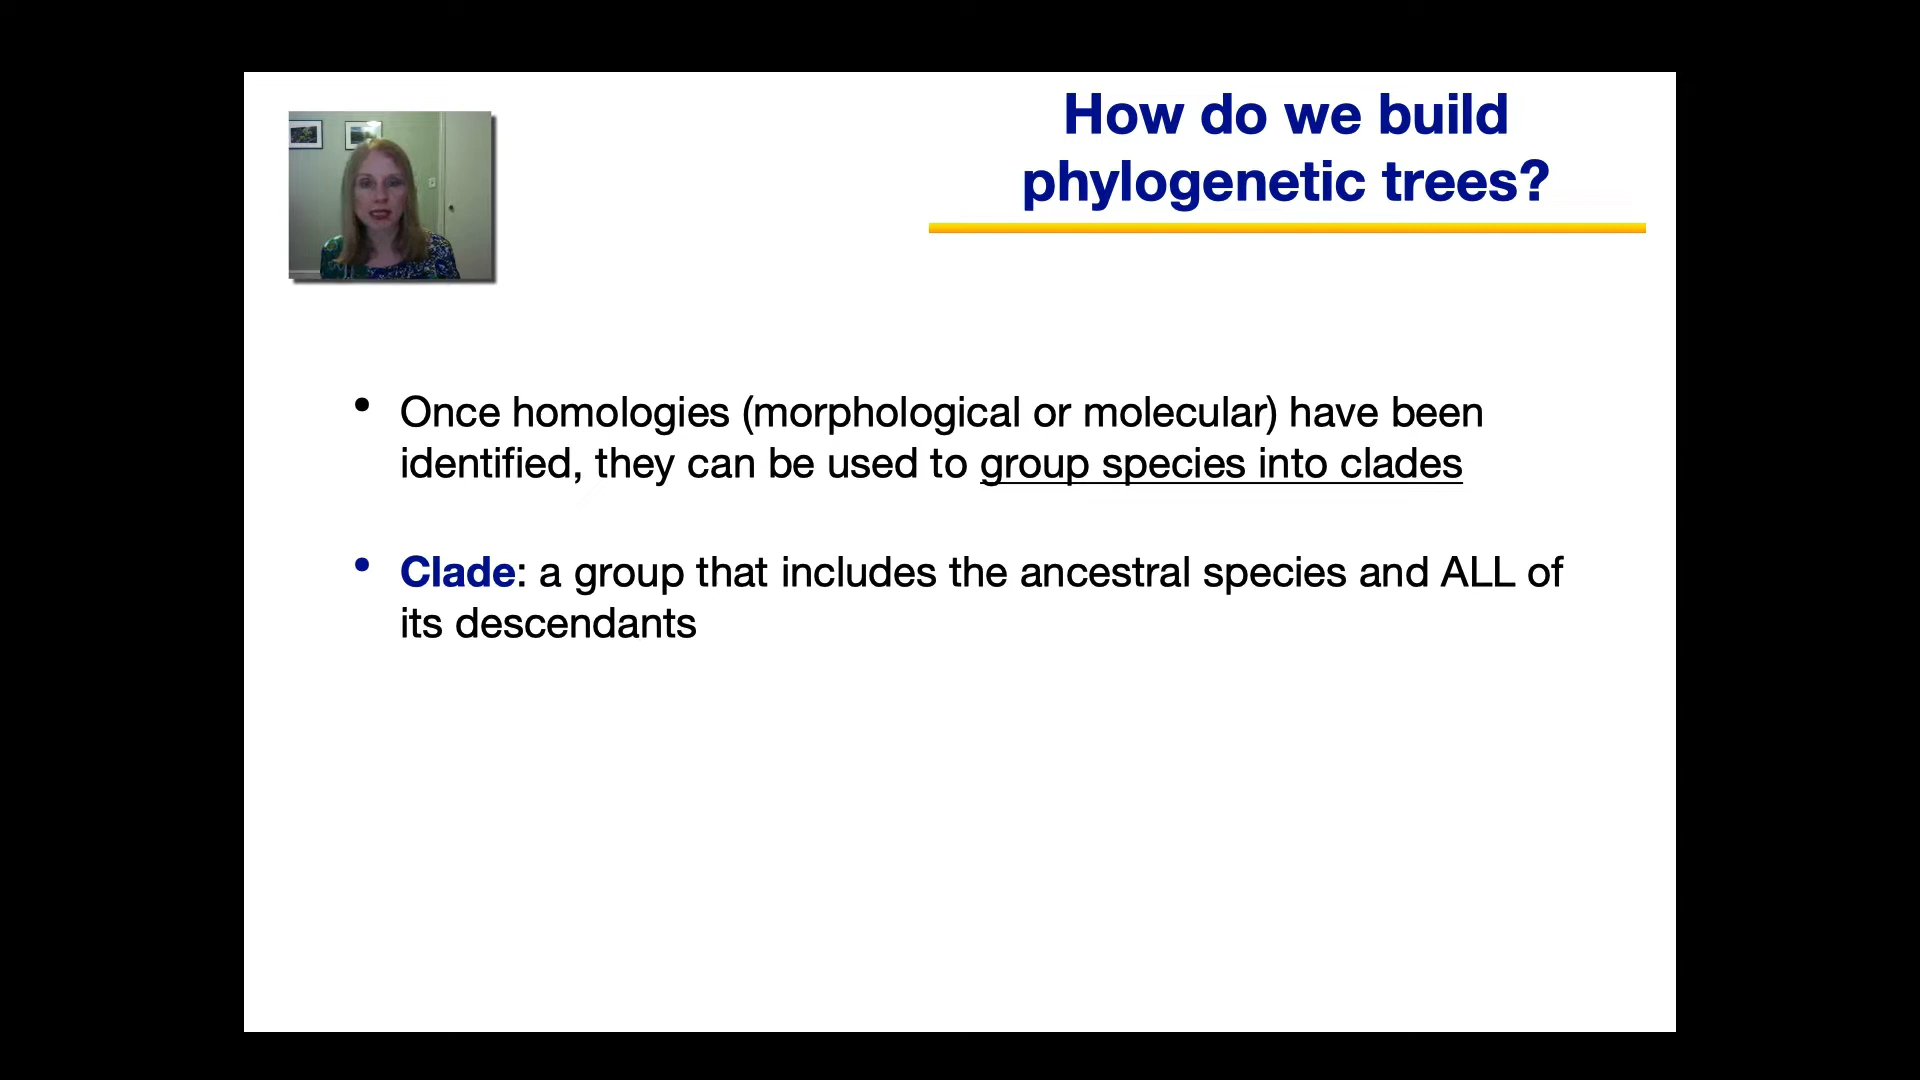 How do we build
phylogenetic trees?
• Once homologies (morphological or molecular) have been
identified, they can be used to group species into clades
• Clade: a group that includes the ancestral species and ALL of
its descendants